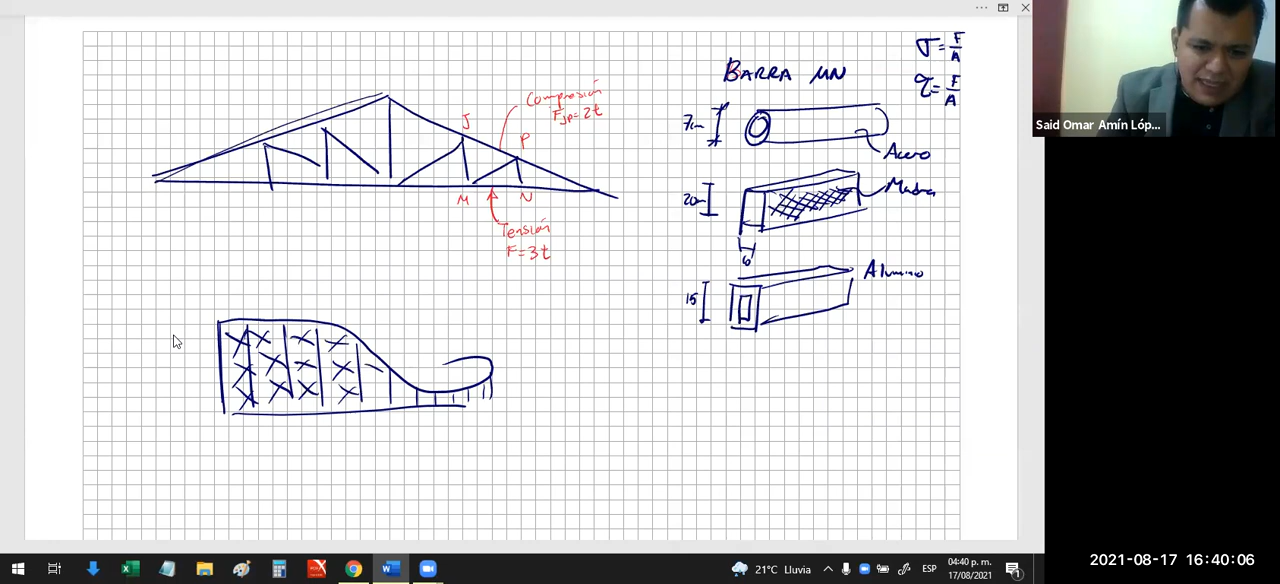 Compresión
F_JP = 2t
J
P
M
N
Tensión
F = 3t
BARRA MN
σ = F/A
τ = F/A
7cm
Acero
20cm
Madera
6
15
Aluminio
Said Omar Amín Lóp...
21°C Lluvia
ESP
04:40 p. m.
17/08/2021
2021-08-17 16:40:06